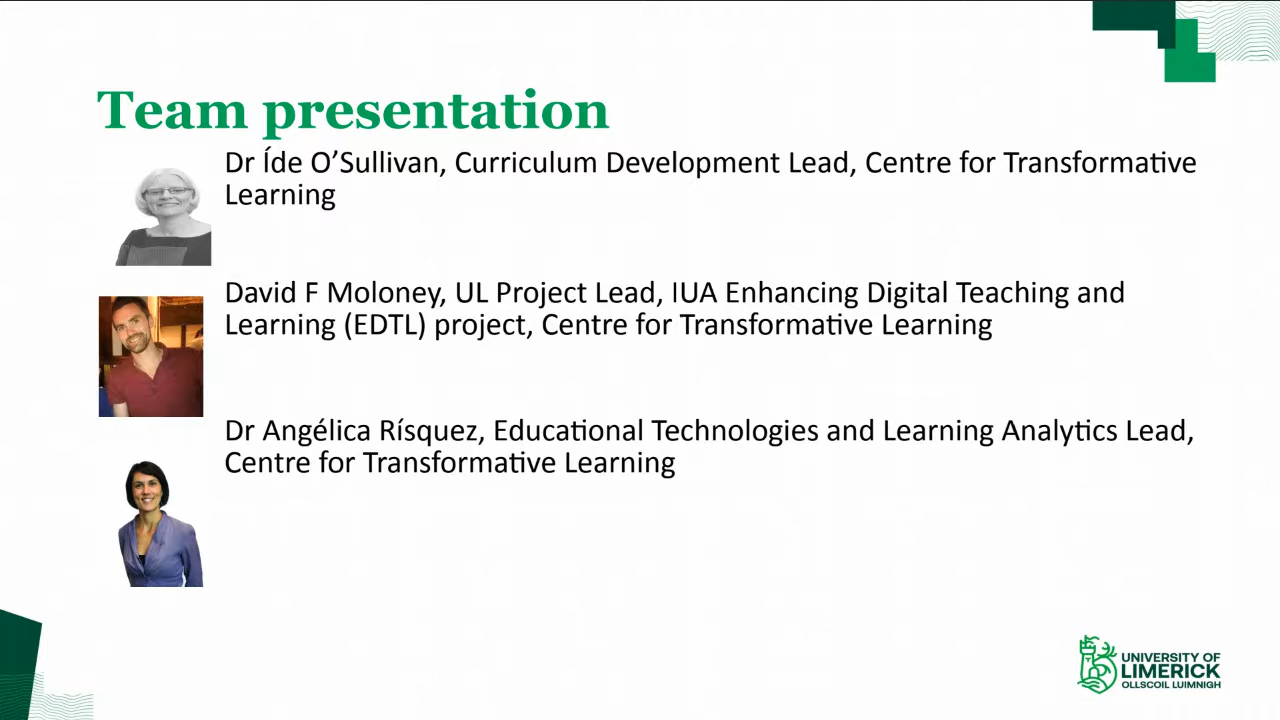 Team presentation
Dr Íde O’Sullivan, Curriculum Development Lead, Centre for Transformative
Learning
David F Moloney, UL Project Lead, IUA Enhancing Digital Teaching and
Learning (EDTL) project, Centre for Transformative Learning
Dr Angélica Rísquez, Educational Technologies and Learning Analytics Lead,
Centre for Transformative Learning
UNIVERSITY OF
LIMERICK
OLLSCOIL LUIMNIGH